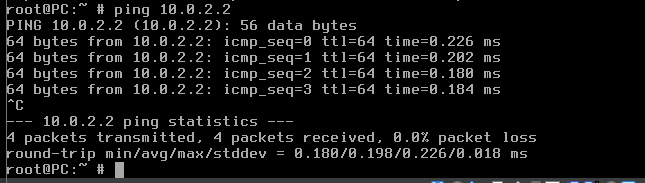 root@PC:~ # ping 10.0.2.2
PING 10.0.2.2 (10.0.2.2): 56 data bytes
64 bytes from 10.0.2.2: icmp_seq=0 ttl=64 time=0.226 ms
64 bytes from 10.0.2.2: icmp_seq=1 ttl=64 time=0.202 ms
64 bytes from 10.0.2.2: icmp_seq=2 ttl=64 time=0.180 ms
64 bytes from 10.0.2.2: icmp_seq=3 ttl=64 time=0.184 ms
^C
--- 10.0.2.2 ping statistics ---
4 packets transmitted, 4 packets received, 0.0% packet loss
round-trip min/avg/max/stddev = 0.180/0.198/0.226/0.018 ms
root@PC:~ #